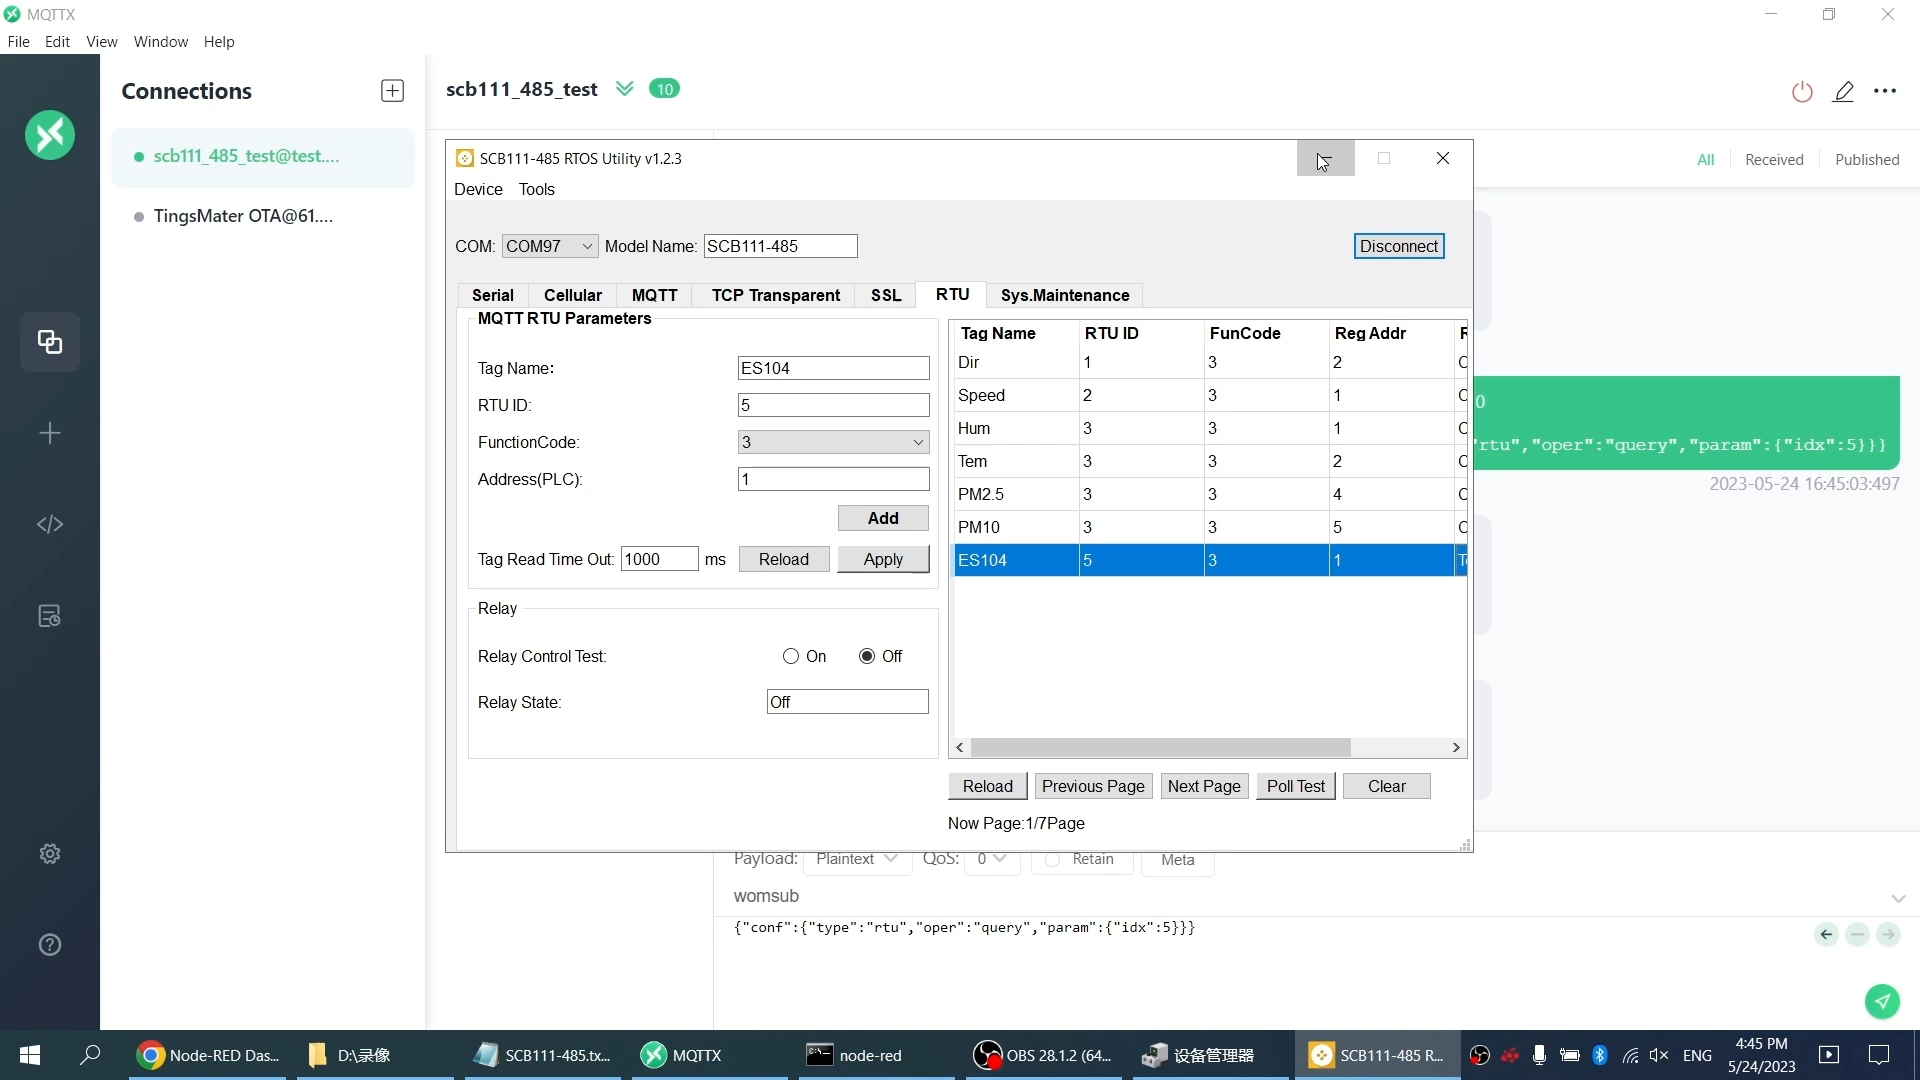 MQTTX
File Edit View Window Help
Connections
scb111_485_test 10
scb111_485_test@test....
TingsMater OTA@61....
All Received Published
SCB111-485 RTOS Utility v1.2.3
Device Tools
COM: COM97 Model Name: SCB111-485 Disconnect
Serial Cellular MQTT TCP Transparent SSL RTU Sys.Maintenance
MQTT RTU Parameters
Tag Name: ES104
RTU ID: 5
FunctionCode: 3
Address(PLC): 1
Add
Tag Read Time Out: 1000 ms Reload Apply
Relay
Relay Control Test: On Off
Relay State: Off
Tag Name RTU ID FunCode Reg Addr
Dir 1 3 2
Speed 2 3 1
Hum 3 3 1
Tem 3 3 2
PM2.5 3 3 4
PM10 3 3 5
ES104 5 3 1
Reload Previous Page Next Page Poll Test Clear
Now Page:1/7Page
0
rtu","oper":"query","param":{"idx":5}}}
2023-05-24 16:45:03:497
Payload: Plaintext QoS: 0 Retain Meta
womsub
{"conf":{"type":"rtu","oper":"query","param":{"idx":5}}}
Node-RED Das... D:\录像 SCB111-485.tx... MQTTX node-red OBS 28.1.2 (64... 设备管理器 SCB111-485 R... ENG 4:45 PM
5/24/2023